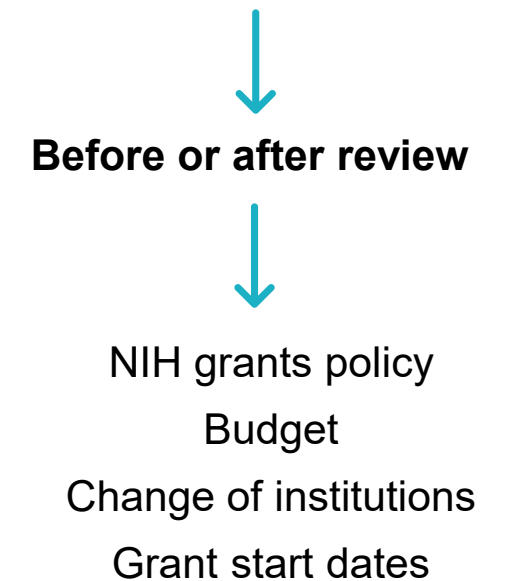 Before or after review
NIH grants policy
Budget
Change of institutions
Grant start dates